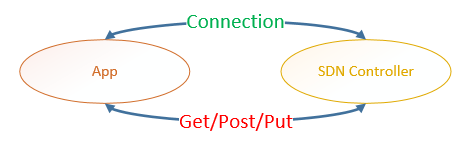 Connection
App
SDN Controller
Get/Post/Put